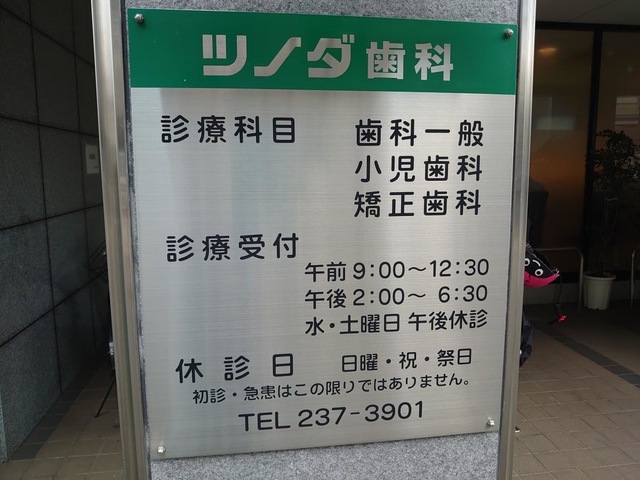 ツノダ歯科
診療科目 歯科一般
小児歯科
矯正歯科
診療受付
午前 9:00〜12:30
午後 2:00〜 6:30
水・土曜日 午後休診
休診日 日曜・祝・祭日
初診・急患はこの限りではありません。
TEL 237-3901